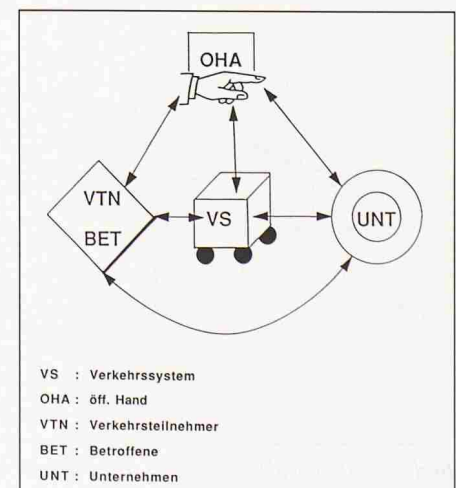 OHA
VTN
VS
UNT
BET
VS : Verkehrssystem
OHA : öff. Hand
VTN : Verkehrsteilnehmer
BET : Betroffene
UNT : Unternehmen